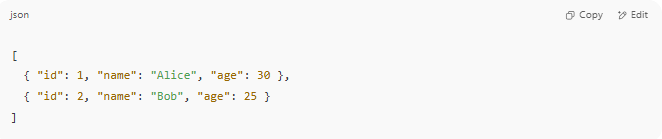 json
Copy
Edit
[
  { "id": 1, "name": "Alice", "age": 30 },
  { "id": 2, "name": "Bob", "age": 25 }
]